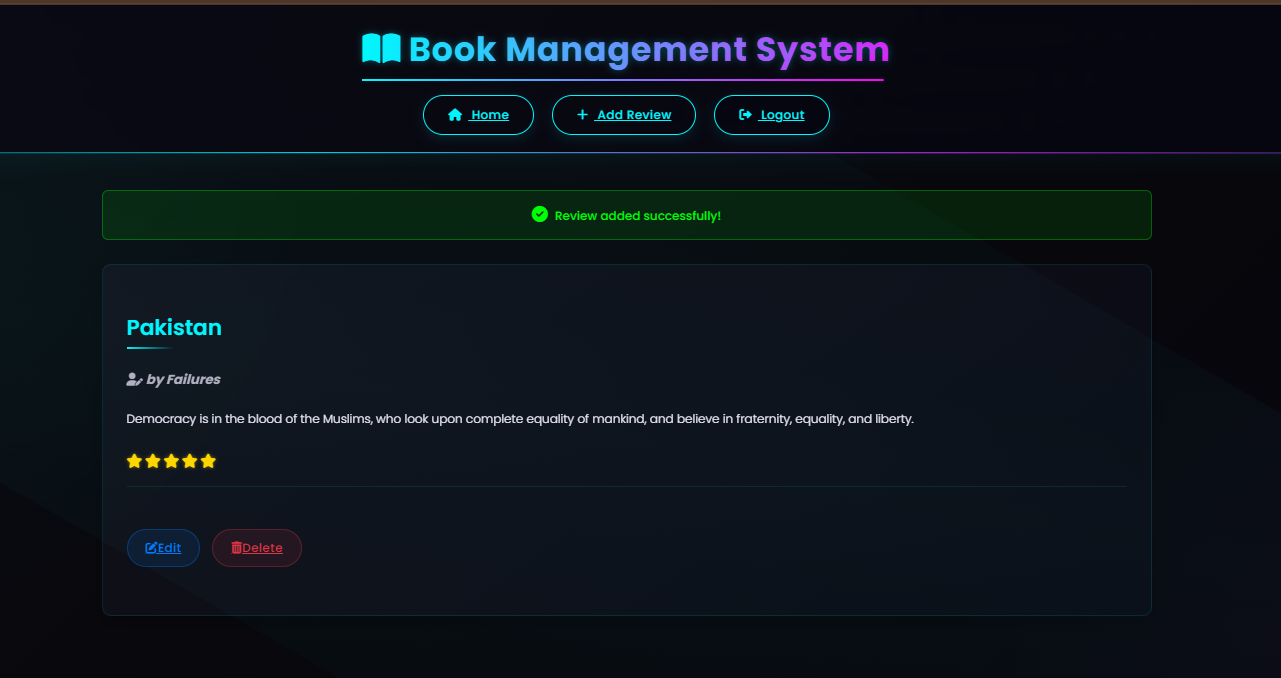 Book Management System
Home Add Review Logout
Review added successfully!
Pakistan
by Failures
Democracy is in the blood of the Muslims, who look upon complete equality of mankind, and believe in fraternity, equality, and liberty.
Edit Delete